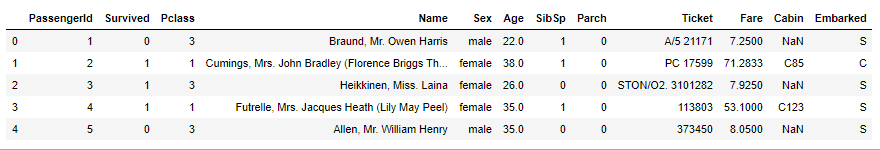 PassengerId Survived Pclass Name Sex Age SibSp Parch Ticket Fare Cabin Embarked
0 1 0 3 Braund, Mr. Owen Harris male 22.0 1 0 A/5 21171 7.2500 NaN S
1 2 1 1 Cumings, Mrs. John Bradley (Florence Briggs Th... female 38.0 1 0 PC 17599 71.2833 C85 C
2 3 1 3 Heikkinen, Miss. Laina female 26.0 0 0 STON/O2. 3101282 7.9250 NaN S
3 4 1 1 Futrelle, Mrs. Jacques Heath (Lily May Peel) female 35.0 1 0 113803 53.1000 C123 S
4 5 0 3 Allen, Mr. William Henry male 35.0 0 0 373450 8.0500 NaN S